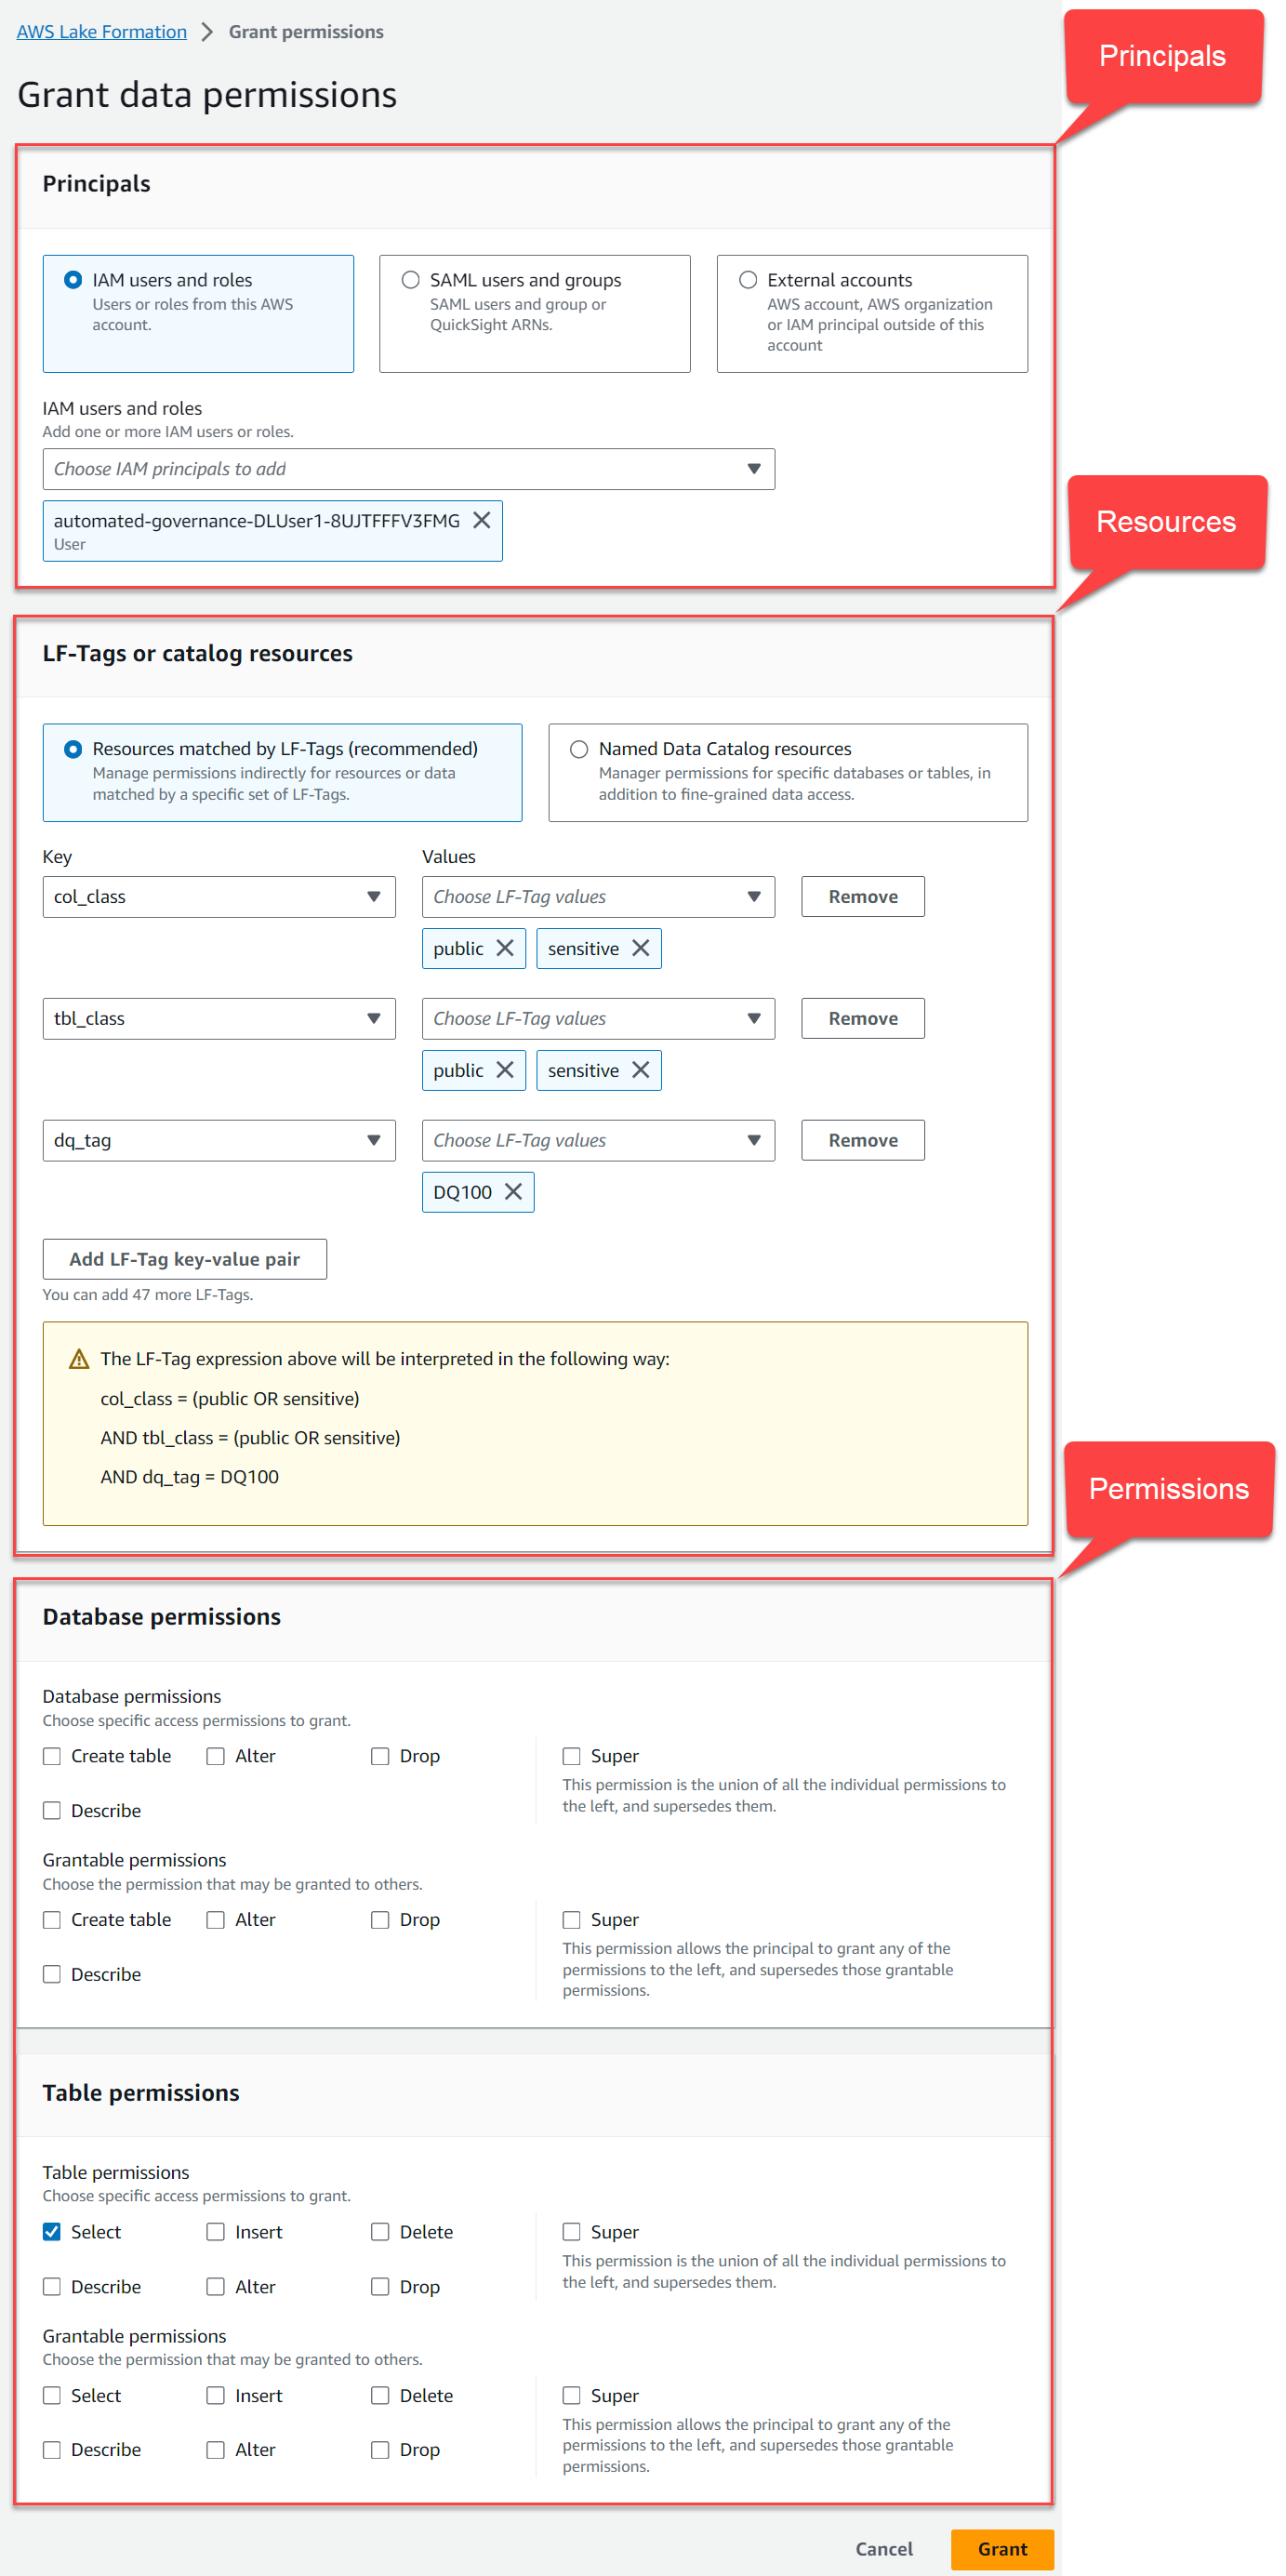 AWS Lake Formation > Grant permissions
Principals
Grant data permissions
Principals
IAM users and roles
Users or roles from this AWS
account.
SAML users and groups
SAML users and group or
QuickSight ARNs.
External accounts
AWS account, AWS organization
or IAM principal outside of this
account
IAM users and roles
Add one or more IAM users or roles.
Choose IAM principals to add
automated-governance-DLUser1-8UJTFFFV3FMG
User
Resources
LF-Tags or catalog resources
Resources matched by LF-Tags (recommended)
Manage permissions indirectly for resources or data
matched by a specific set of LF-Tags.
Named Data Catalog resources
Manager permissions for specific databases or tables, in
addition to fine-grained data access.
Key Values
col_class Choose LF-Tag values Remove
public sensitive
tbl_class Choose LF-Tag values Remove
public sensitive
dq_tag Choose LF-Tag values Remove
DQ100
Add LF-Tag key-value pair
You can add 47 more LF-Tags.
The LF-Tag expression above will be interpreted in the following way:
col_class = (public OR sensitive)
AND tbl_class = (public OR sensitive)
AND dq_tag = DQ100
Permissions
Database permissions
Database permissions
Choose specific access permissions to grant.
Create table Alter Drop
Describe
Super
This permission is the union of all the individual permissions to
the left, and supersedes them.
Grantable permissions
Choose the permission that may be granted to others.
Create table Alter Drop
Describe
Super
This permission allows the principal to grant any of the
permissions to the left, and supersedes those grantable
permissions.
Table permissions
Table permissions
Choose specific access permissions to grant.
Select Insert Delete
Describe Alter Drop
Super
This permission is the union of all the individual permissions to
the left, and supersedes them.
Grantable permissions
Choose the permission that may be granted to others.
Select Insert Delete
Describe Alter Drop
Super
This permission allows the principal to grant any of the
permissions to the left, and supersedes those grantable
permissions.
Cancel Grant